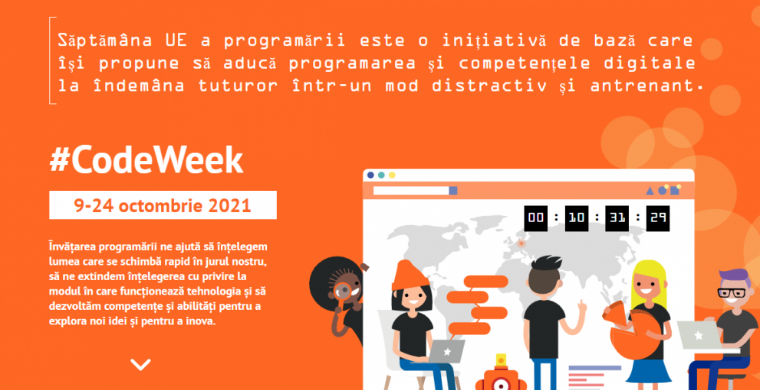 Săptămâna UE a programării este o inițiativă de bază care
își propune să aducă programarea și competențele digitale
la îndemâna tuturor într-un mod distractiv și antrenant.
#CodeWeek
9-24 octombrie 2021
00 : 10 : 31 : 29
Învățarea programării ne ajută să înțelegem
lumea care se schimbă rapid în jurul nostru,
să ne extindem înțelegerea cu privire la
modul în care funcționează tehnologia și să
dezvoltăm competențe și abilități pentru a
explora noi idei și pentru a inova.